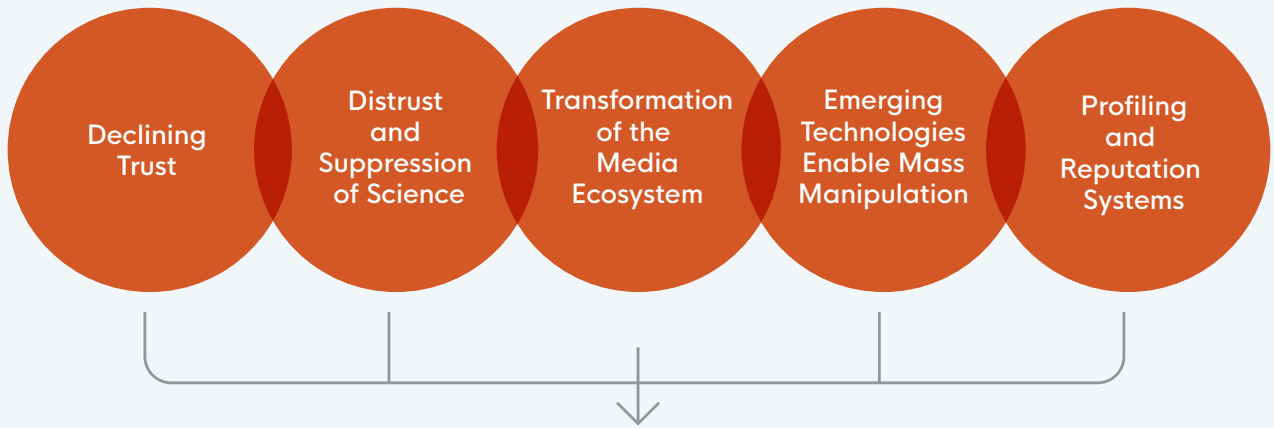 Declining
Trust
Distrust
and
Suppression
of Science
Transformation
of the
Media
Ecosystem
Emerging
Technologies
Enable Mass
Manipulation
Profiling
and
Reputation
Systems